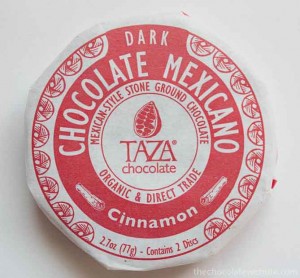 DARK
CHOCOLATE MEXICANO
MEXICAN-STYLE STONE GROUND CHOCOLATE
TAZA®
chocolate
ORGANIC & DIRECT TRADE
Cinnamon
2.7oz (77g) - Contains 2 Discs